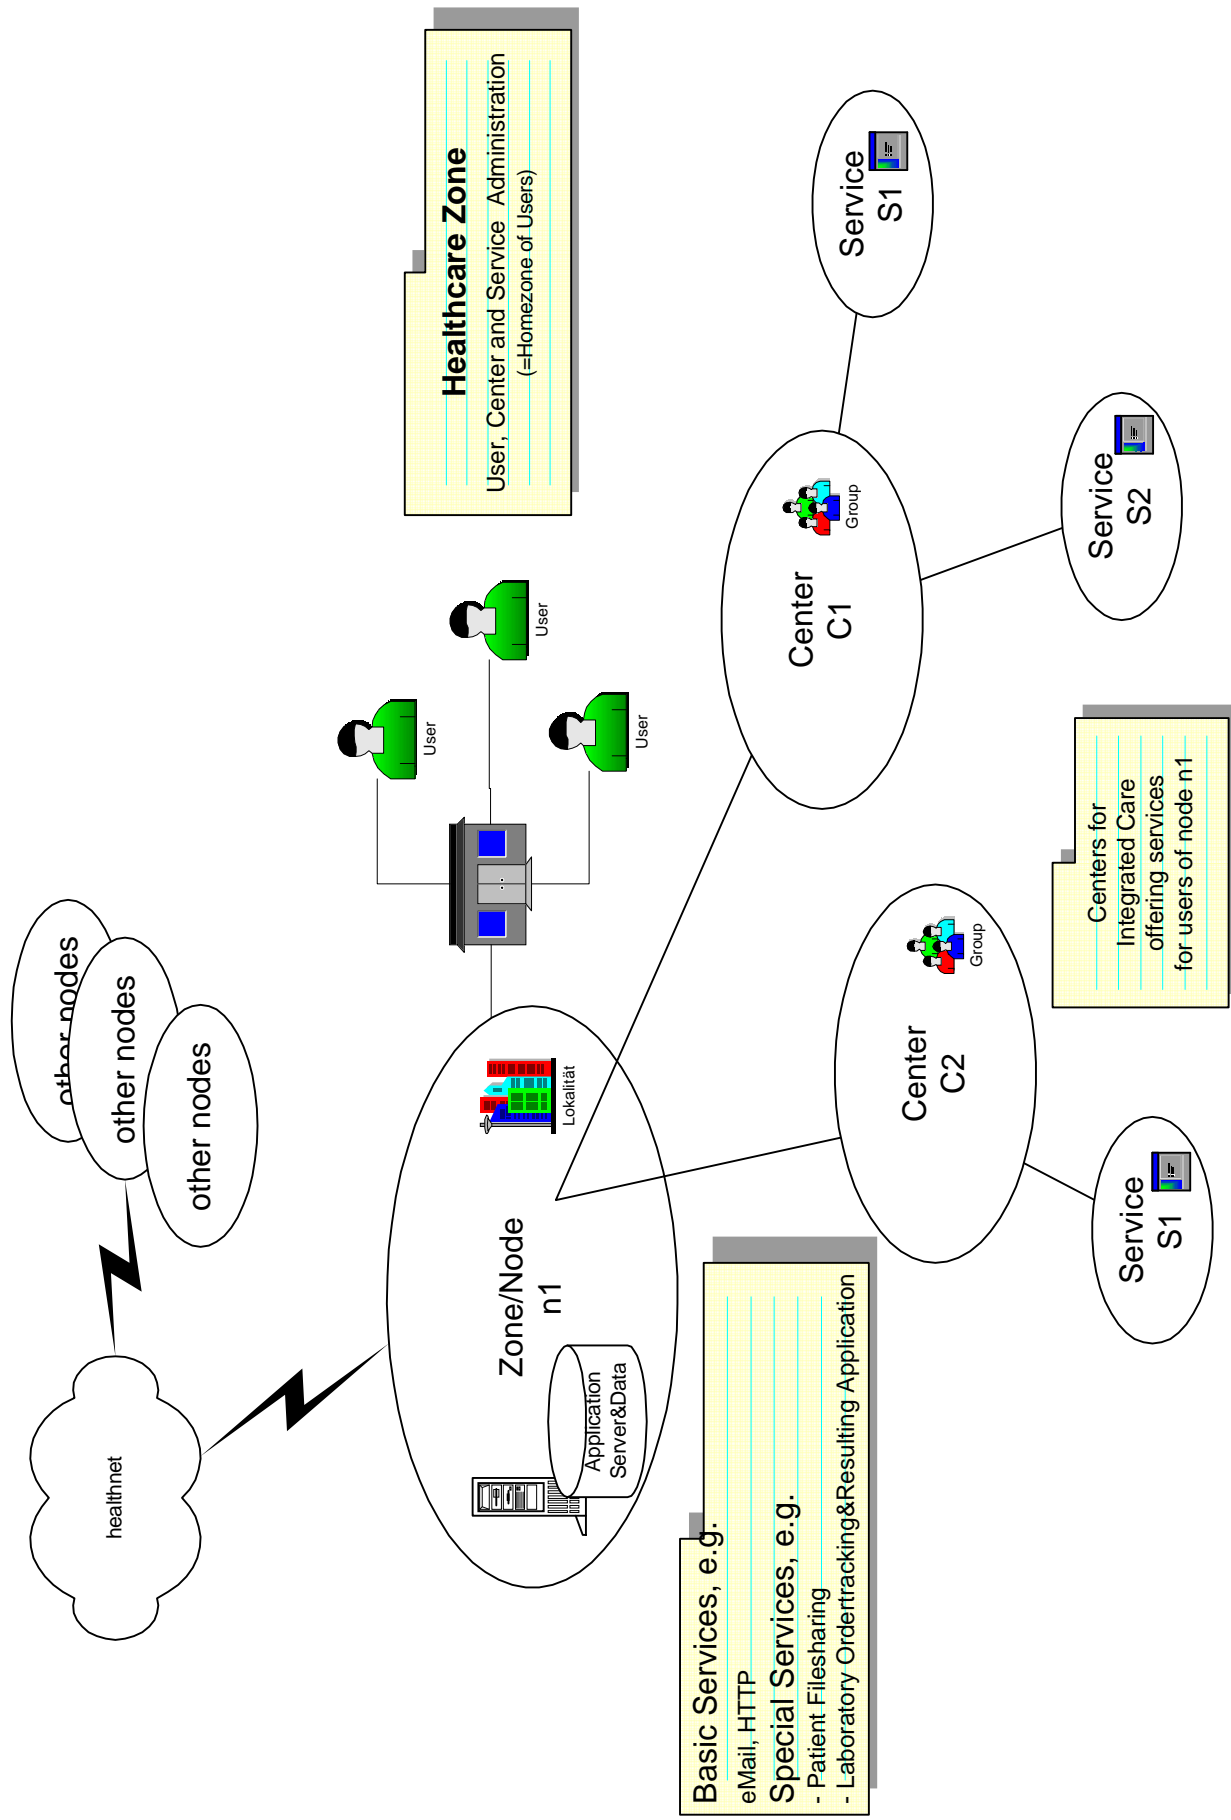 healthnet
other nodes
other nodes
other nodes
Healthcare Zone
User, Center and Service Administration
(=Homezone of Users)
User
User
User
Zone/Node
n1
Lokalität
Application
Server&Data
Basic Services, e.g.
eMail, HTTP
Special Services, e.g.
- Patient Filesharing
- Laboratory Ordertracking&Resulting Application
Center
C1
Group
Center
C2
Group
Service
S1
Service
S2
Service
S1
Centers for
Integrated Care
offering services
for users of node n1